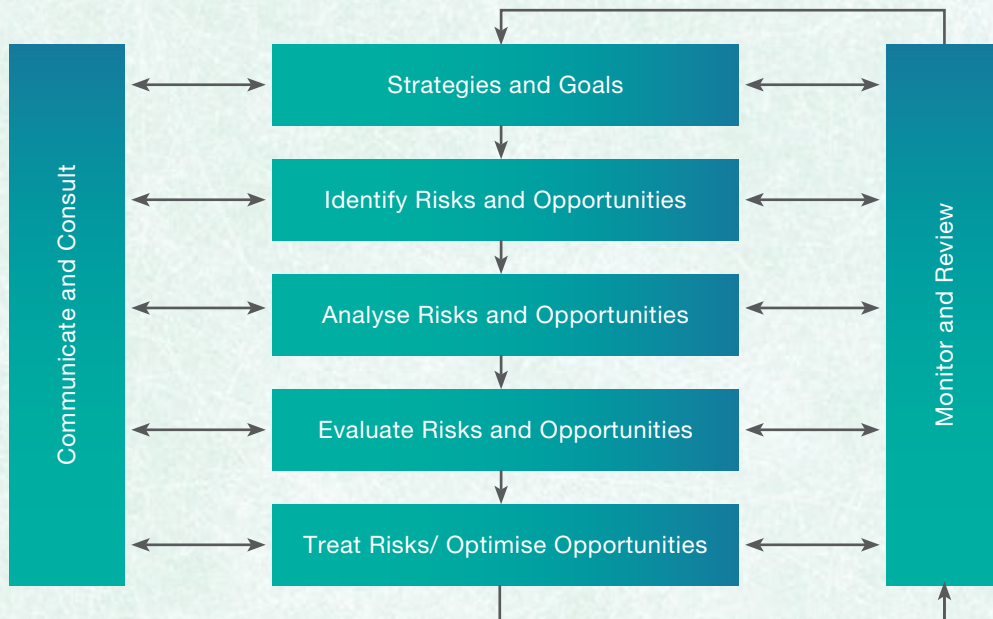 Communicate and Consult
Strategies and Goals
Identify Risks and Opportunities
Analyse Risks and Opportunities
Evaluate Risks and Opportunities
Treat Risks/ Optimise Opportunities
Monitor and Review